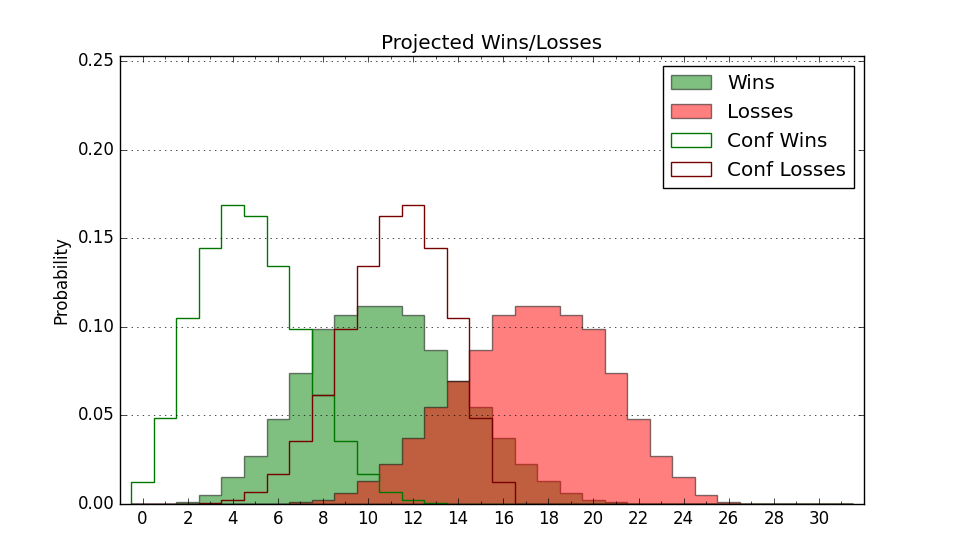 Projected Wins/Losses
Wins
Losses
Conf Wins
Conf Losses
Probability
0.25
0.20
0.15
0.10
0.05
0.00
0 2 4 6 8 10 12 14 16 18 20 22 24 26 28 30